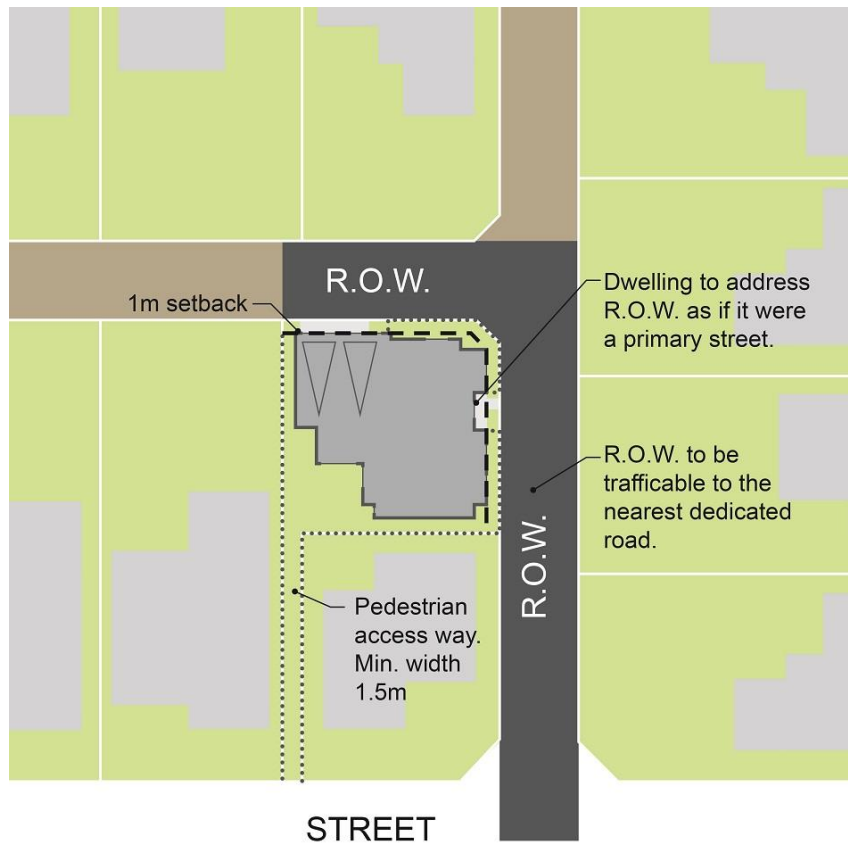 R.O.W.
1m setback
Dwelling to address
R.O.W. as if it were
a primary street.
R.O.W. to be
trafficable to the
nearest dedicated
road.
R.O.W.
Pedestrian
access way.
Min. width
1.5m
STREET